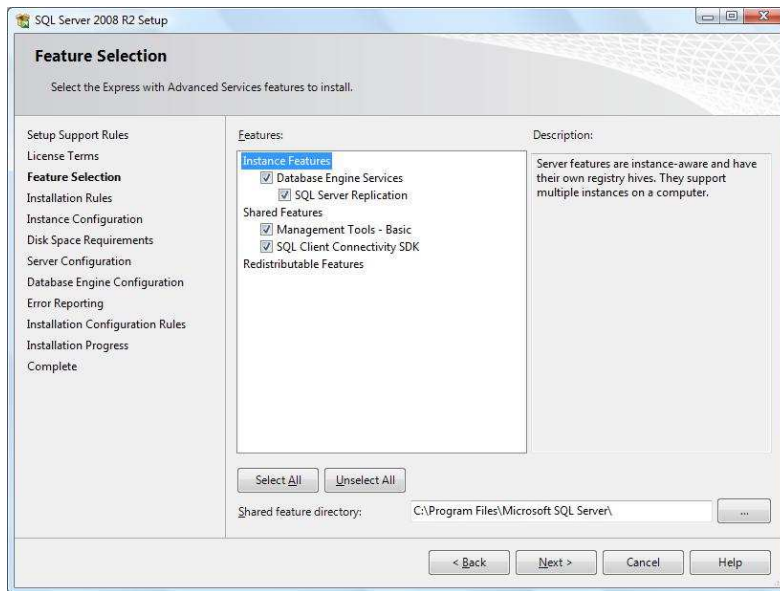 SQL Server 2008 R2 Setup
Feature Selection
Select the Express with Advanced Services features to install.
Setup Support Rules
License Terms
Feature Selection
Installation Rules
Instance Configuration
Disk Space Requirements
Server Configuration
Database Engine Configuration
Error Reporting
Installation Configuration Rules
Installation Progress
Complete
Features:
Instance Features
Database Engine Services
SQL Server Replication
Shared Features
Management Tools - Basic
SQL Client Connectivity SDK
Redistributable Features
Description:
Server features are instance-aware and have
their own registry hives. They support
multiple instances on a computer.
Select All
Unselect All
Shared feature directory:
C:\Program Files\Microsoft SQL Server\
...
< Back
Next >
Cancel
Help